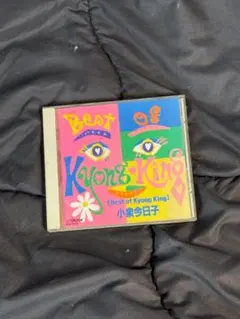 Best of
Kyong King
[Best of Kyong King]
小泉今日子